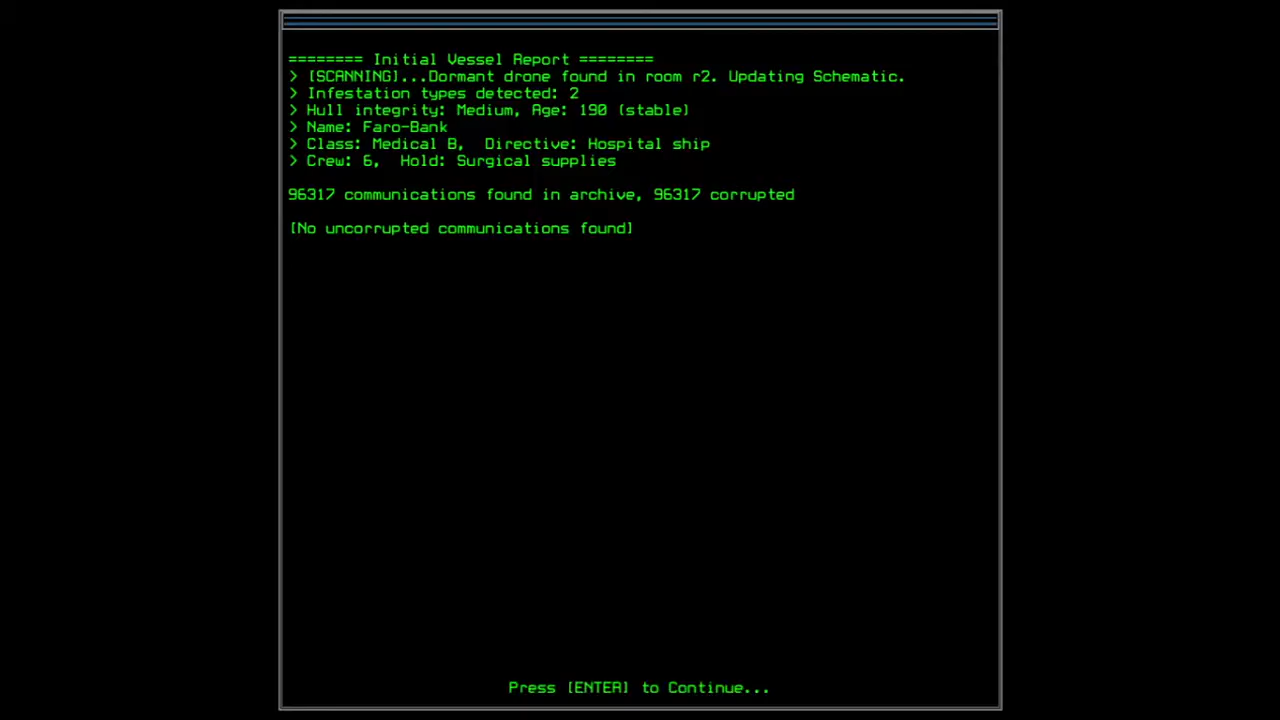 ======== Initial Vessel Report ========
> [SCANNING]...Dormant drone found in room r2. Updating Schematic.
> Infestation types detected: 2
> Hull integrity: Medium, Age: 190 (stable)
> Name: Faro-Bank
> Class: Medical B,  Directive: Hospital ship
> Crew: 6,  Hold: Surgical supplies
96317 communications found in archive, 96317 corrupted
[No uncorrupted communications found]
Press [ENTER] to Continue...